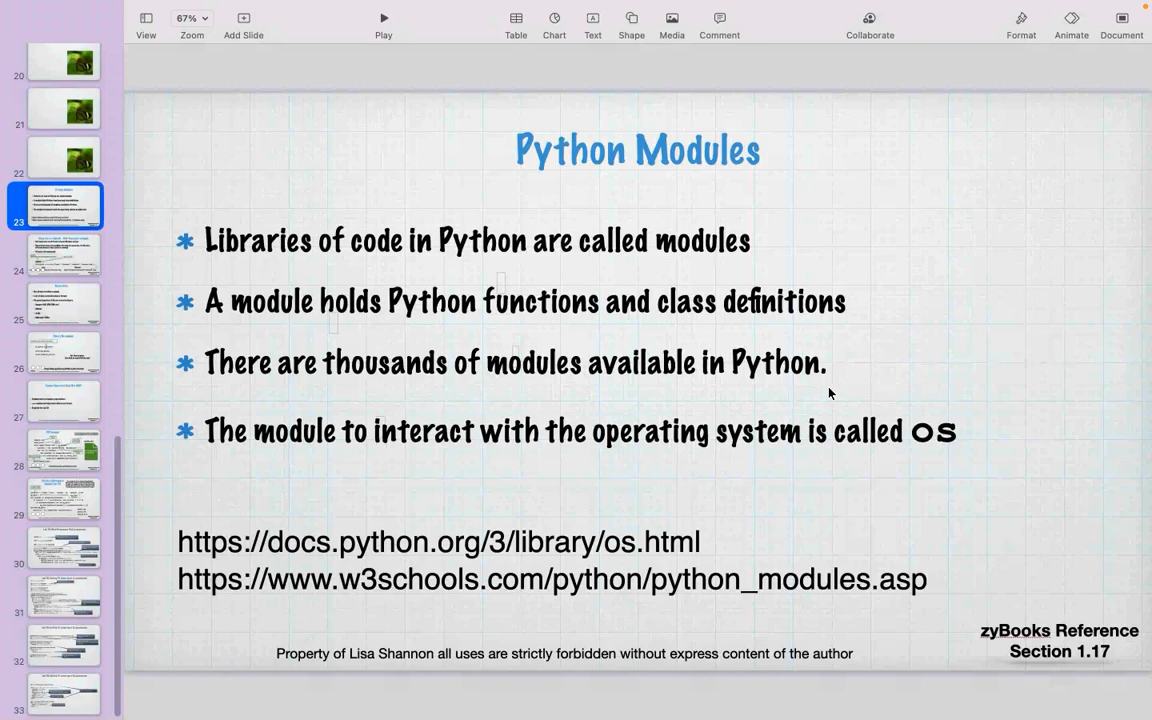 67%
View
Zoom
Add Slide
Play
Table
Chart
Text
Shape
Media
Comment
Collaborate
Format
Animate
Document
20
21
22
23
24
25
26
27
28
29
30
31
32
33
Python Modules
Libraries of code in Python are called modules
A module holds Python functions and class definitions
There are thousands of modules available in Python.
The module to interact with the operating system is called os
https://docs.python.org/3/library/os.html
https://www.w3schools.com/python/python_modules.asp
zyBooks Reference
Section 1.17
Property of Lisa Shannon all uses are strictly forbidden without express content of the author